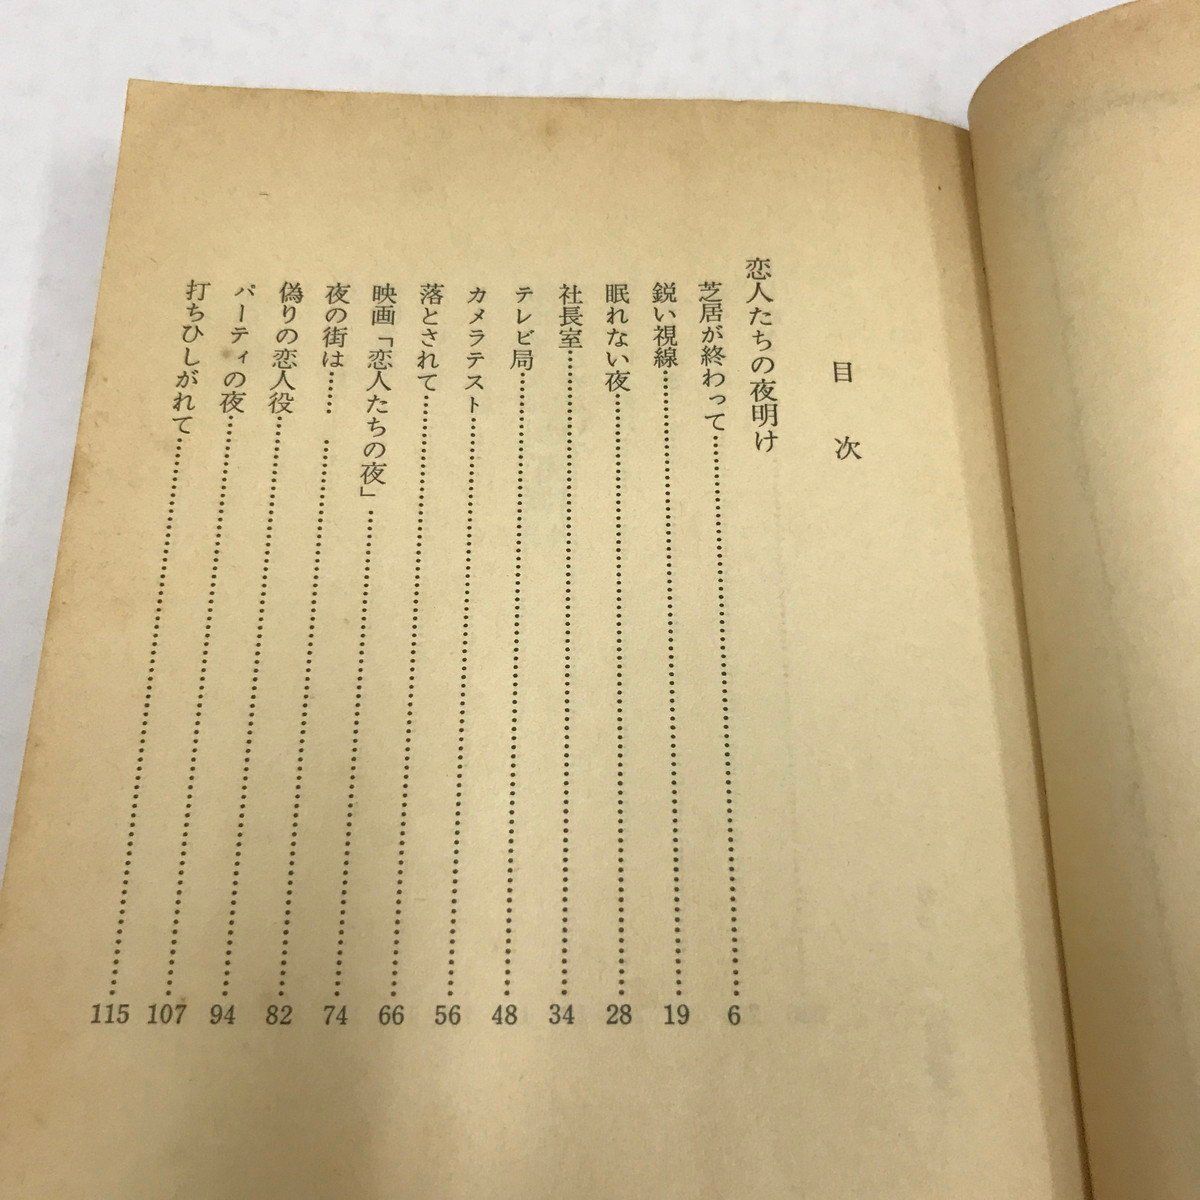 目次
恋人たちの夜明け
芝居が終わって……6
鋭い視線……19
眠れない夜……28
社長室……34
テレビ局……48
カメラテスト……56
落とされて……66
映画「恋人たちの夜」……74
夜の街は……　……82
偽りの恋人役……94
パーティの夜……107
打ちひしがれて……115